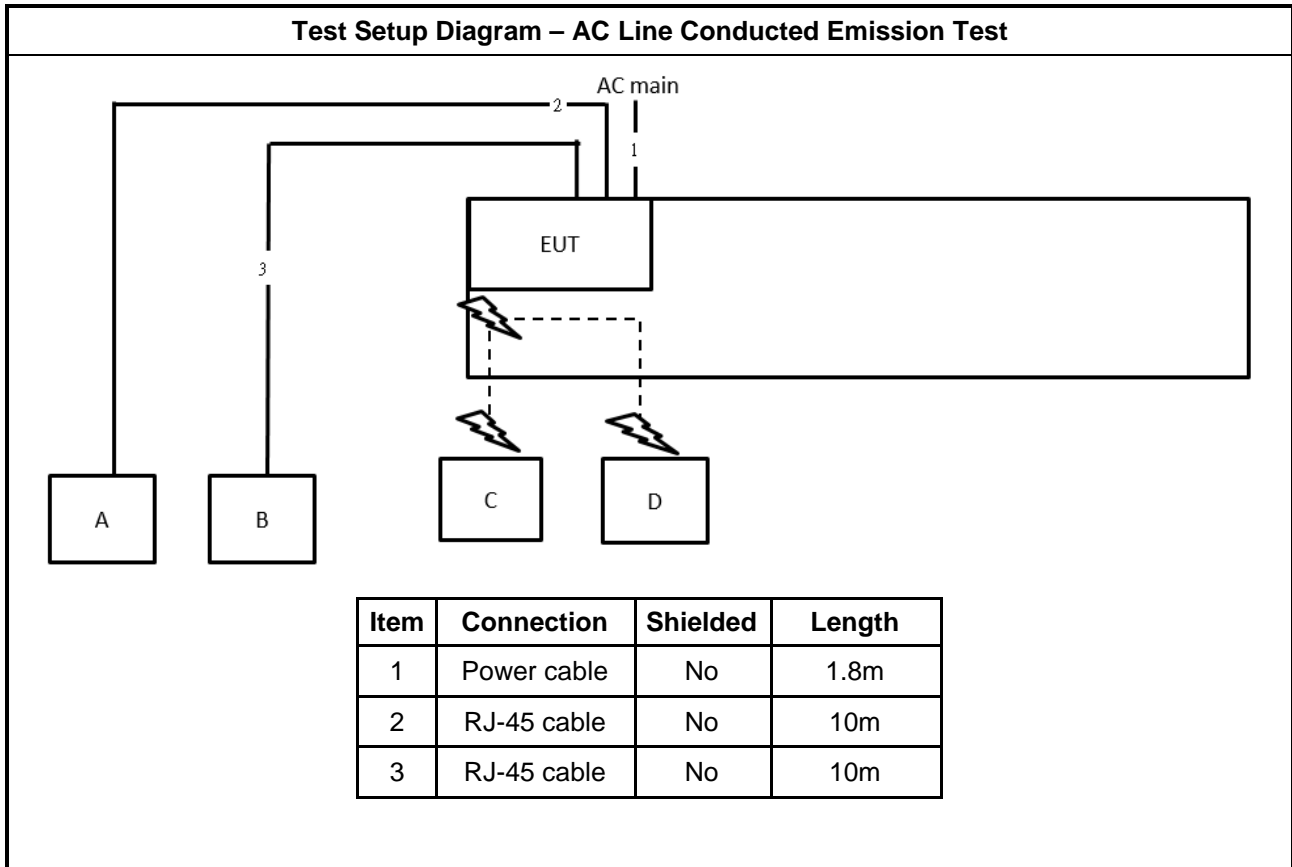 Test Setup Diagram – AC Line Conducted Emission Test
AC main
2
1
EUT
3
A
B
C
D
Item Connection Shielded Length
1 Power cable No 1.8m
2 RJ-45 cable No 10m
3 RJ-45 cable No 10m